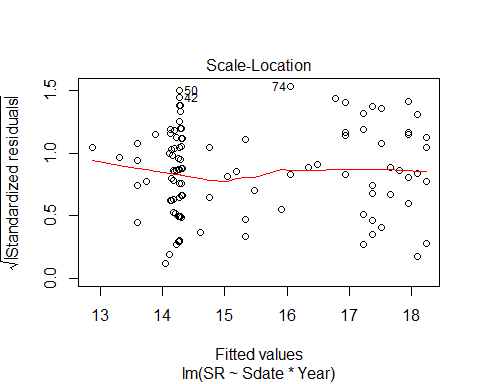 Scale-Location
√|Standardized residuals|
1.5
1.0
0.5
0.0
50
42
74
13 14 15 16 17 18
Fitted values
lm(SR ~ Sdate * Year)